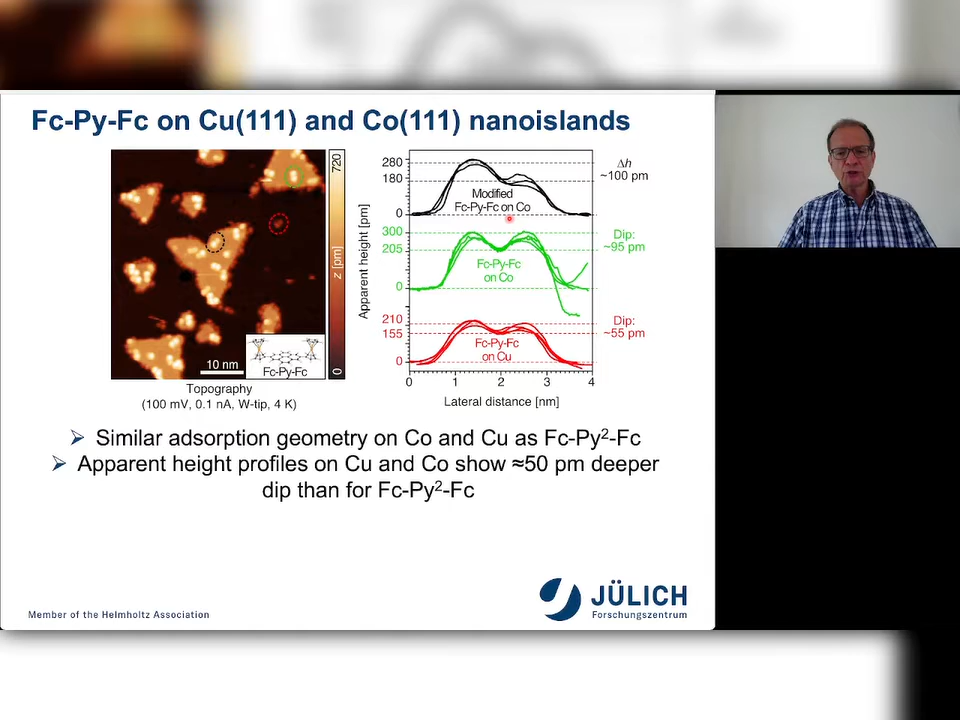 Fc-Py-Fc on Cu(111) and Co(111) nanoislands
720
z [pm]
0
10 nm
Fc-Py-Fc
Topography
(100 mV, 0.1 nA, W-tip, 4 K)
Apparent height [pm]
280
180
0
300
205
0
210
155
0
Modified
Fc-Py-Fc on Co
Fc-Py-Fc
on Co
Fc-Py-Fc
on Cu
Δh
~100 pm
Dip:
~95 pm
Dip:
~55 pm
0 1 2 3 4
Lateral distance [nm]
➢ Similar adsorption geometry on Co and Cu as Fc-Py²-Fc
➢ Apparent height profiles on Cu and Co show ≈50 pm deeper
dip than for Fc-Py²-Fc
Member of the Helmholtz Association
JÜLICH
Forschungszentrum